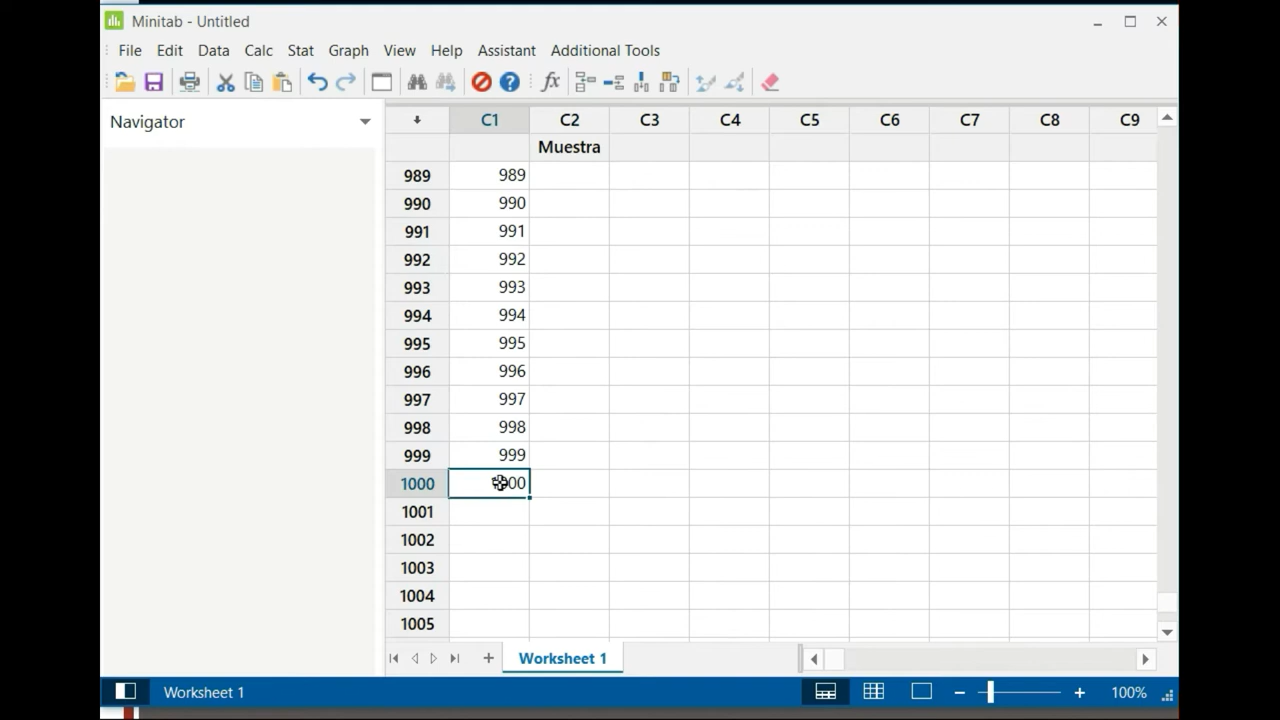 Minitab - Untitled
File Edit Data Calc Stat Graph View Help Assistant Additional Tools
Navigator
C1 C2 C3 C4 C5 C6 C7 C8 C9
Muestra
989 989
990 990
991 991
992 992
993 993
994 994
995 995
996 996
997 997
998 998
999 999
1000
1001
1002
1003
1004
1005
Worksheet 1
Worksheet 1 100%